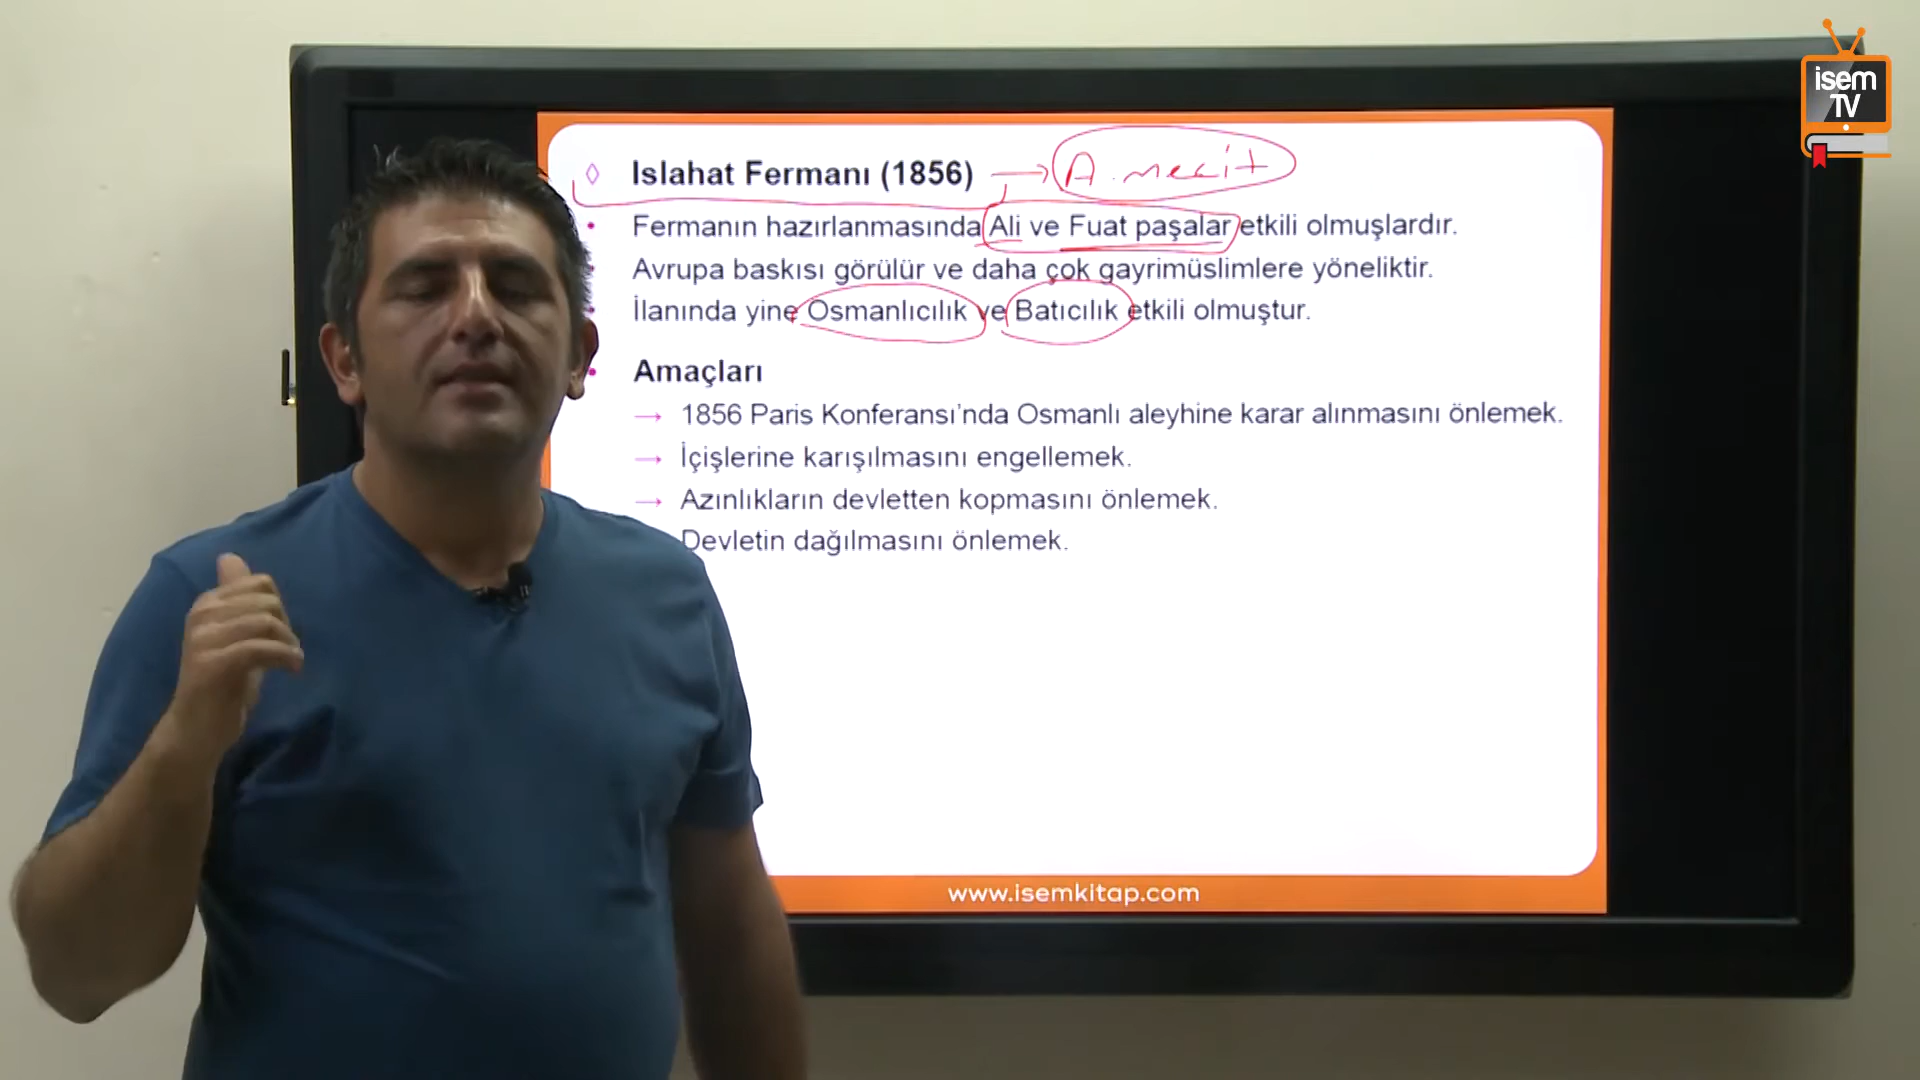 isem
TV
Islahat Fermanı (1856) → A. mecit
Fermanın hazırlanmasında Ali ve Fuat paşalar etkili olmuşlardır.
Avrupa baskısı görülür ve daha çok gayrimüslimlere yöneliktir.
İlanında yine Osmanlıcılık ve Batıcılık etkili olmuştur.
Amaçları
→ 1856 Paris Konferansı’nda Osmanlı aleyhine karar alınmasını önlemek.
→ İçişlerine karışılmasını engellemek.
→ Azınlıkların devletten kopmasını önlemek.
Devletin dağılmasını önlemek.
www.isemkitap.com